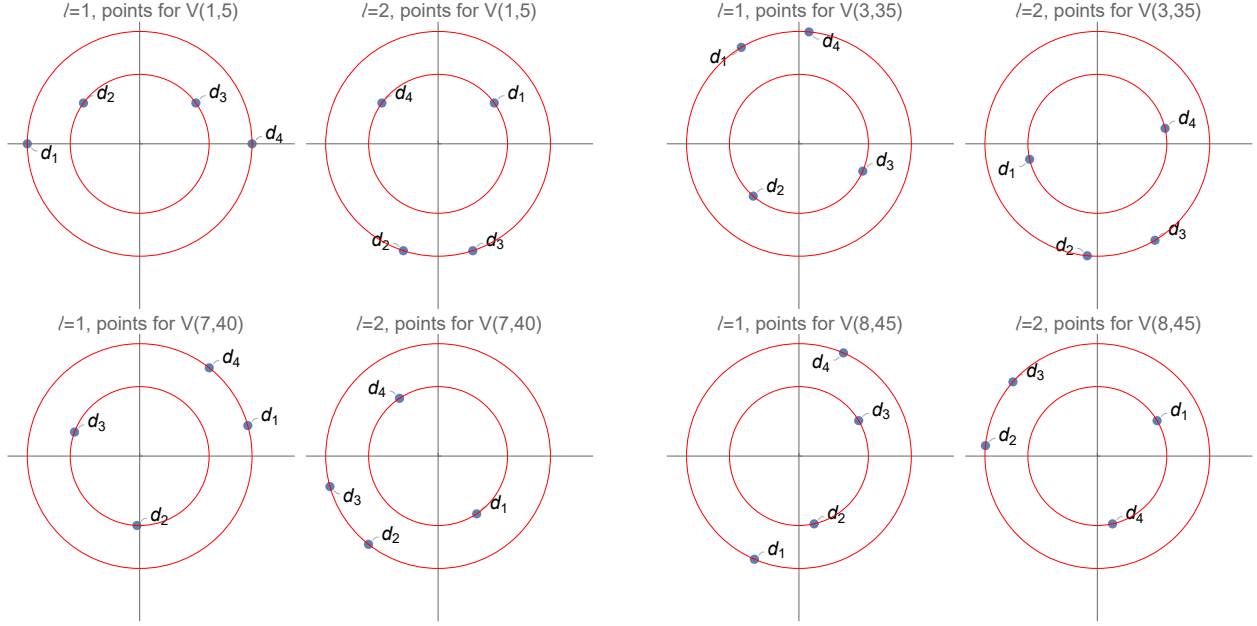 l=1, points for V(1,5)
d₂
d₃
d₁
d₄
l=2, points for V(1,5)
d₄
d₁
d₂
d₃
l=1, points for V(3,35)
d₁
d₄
d₃
d₂
l=2, points for V(3,35)
d₄
d₁
d₃
d₂
l=1, points for V(7,40)
d₄
d₁
d₃
d₂
l=2, points for V(7,40)
d₄
d₃
d₁
d₂
l=1, points for V(8,45)
d₄
d₃
d₂
d₁
l=2, points for V(8,45)
d₃
d₁
d₂
d₄